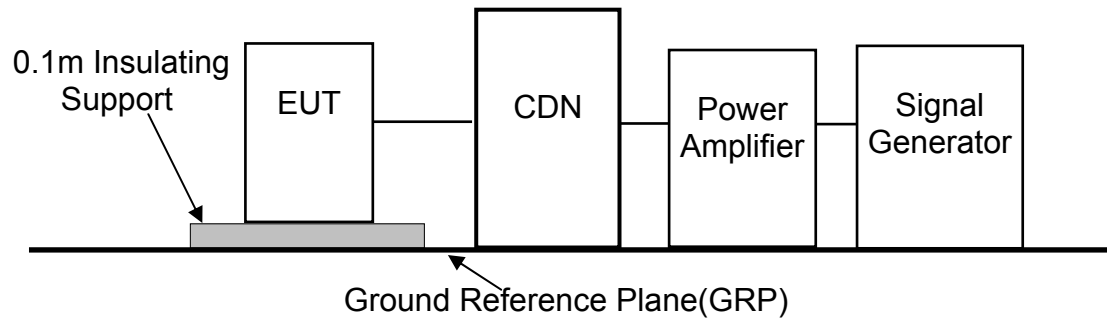 0.1m Insulating
Support
EUT
CDN
Power
Amplifier
Signal
Generator
Ground Reference Plane(GRP)